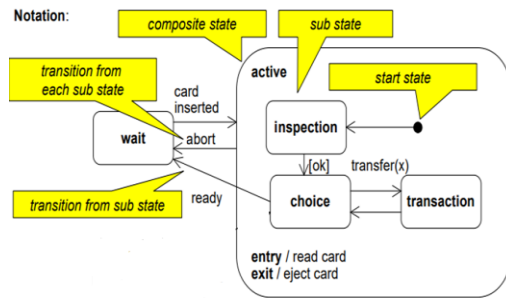 Notation:
composite state
sub state
transition from
each sub state
card
inserted
active
start state
wait
abort
inspection
[ok]
transfer(x)
transition from sub state
ready
choice
transaction
entry / read card
exit / eject card